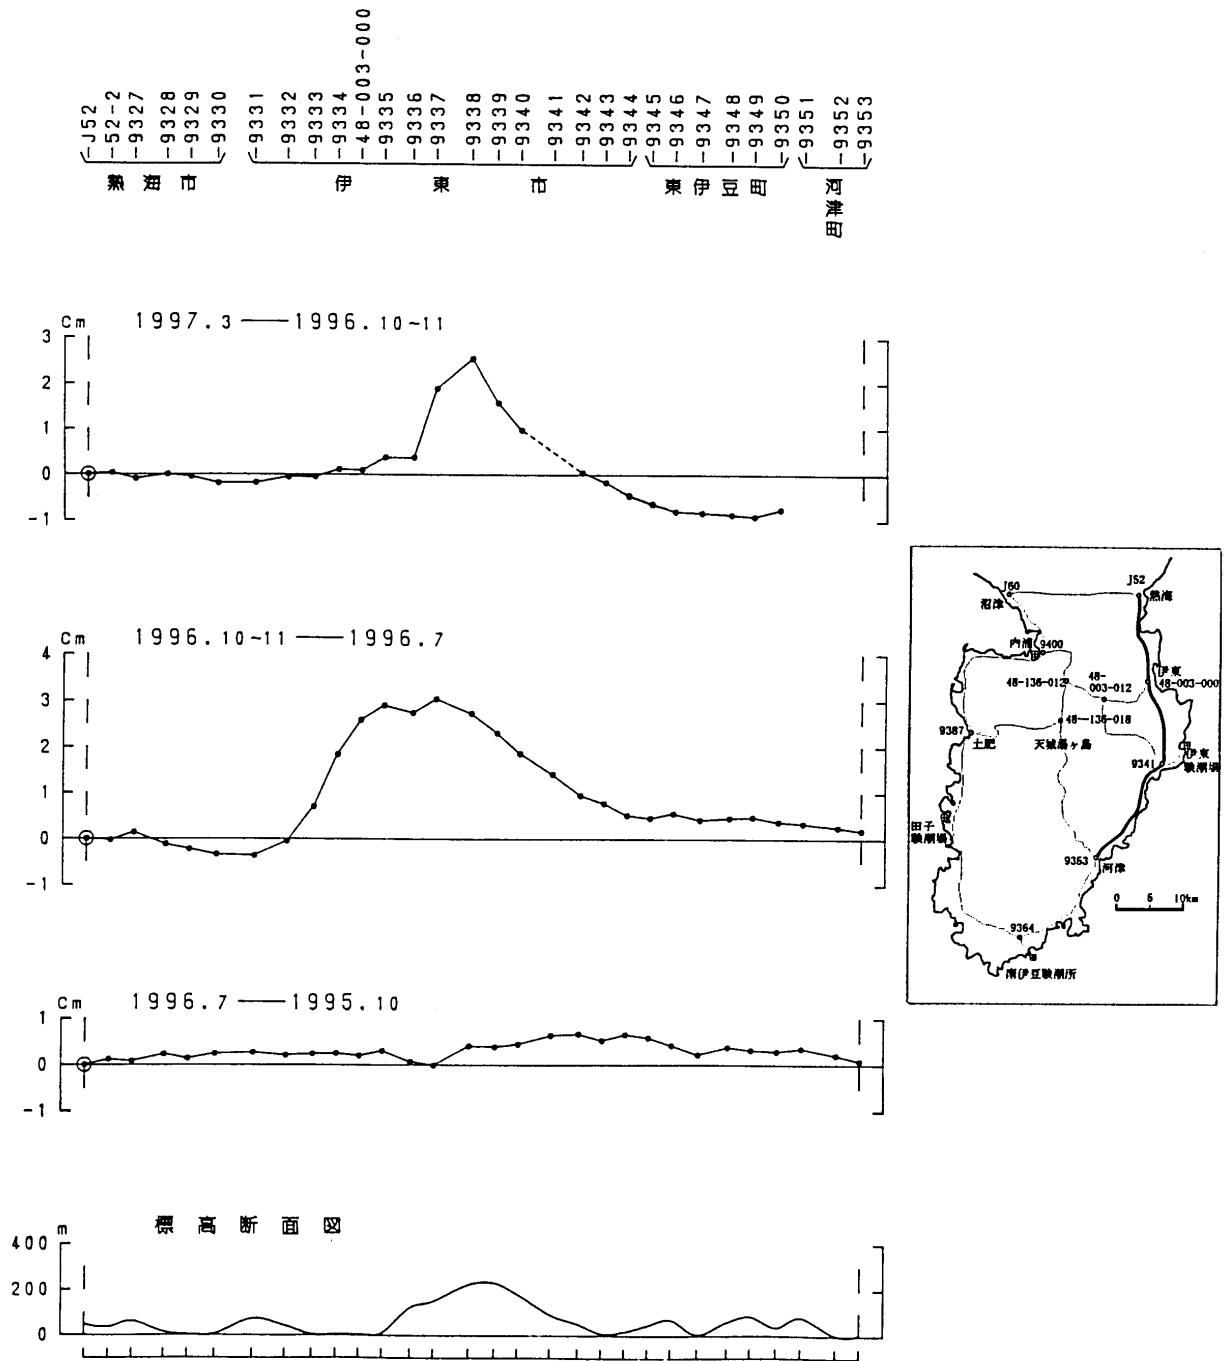 J52
52-2
9327
9328
9329
9330
9331
9332
9333
9334
48-003-000
9335
9336
9337
9338
9339
9340
9341
9342
9343
9344
9345
9346
9347
9348
9349
9350
9351
9352
9353
熱海市
伊東市
東伊豆町
河津町
Cm
1997.3――1996.10~11
3
2
1
0
-1
Cm
1996.10~11――1996.7
4
3
2
1
0
-1
Cm
1996.7――1995.10
1
0
-1
m
標高断面図
400
200
0
J60
沼津
J52
熱海
内浦
9400
48-136-012
48-003-012
伊東
48-003-000
9387
土肥
48-136-018
天城湯ヶ島
9341
伊東
験潮場
田子
験潮場
9353
河津
0 5 10km
9364
南伊豆験潮所